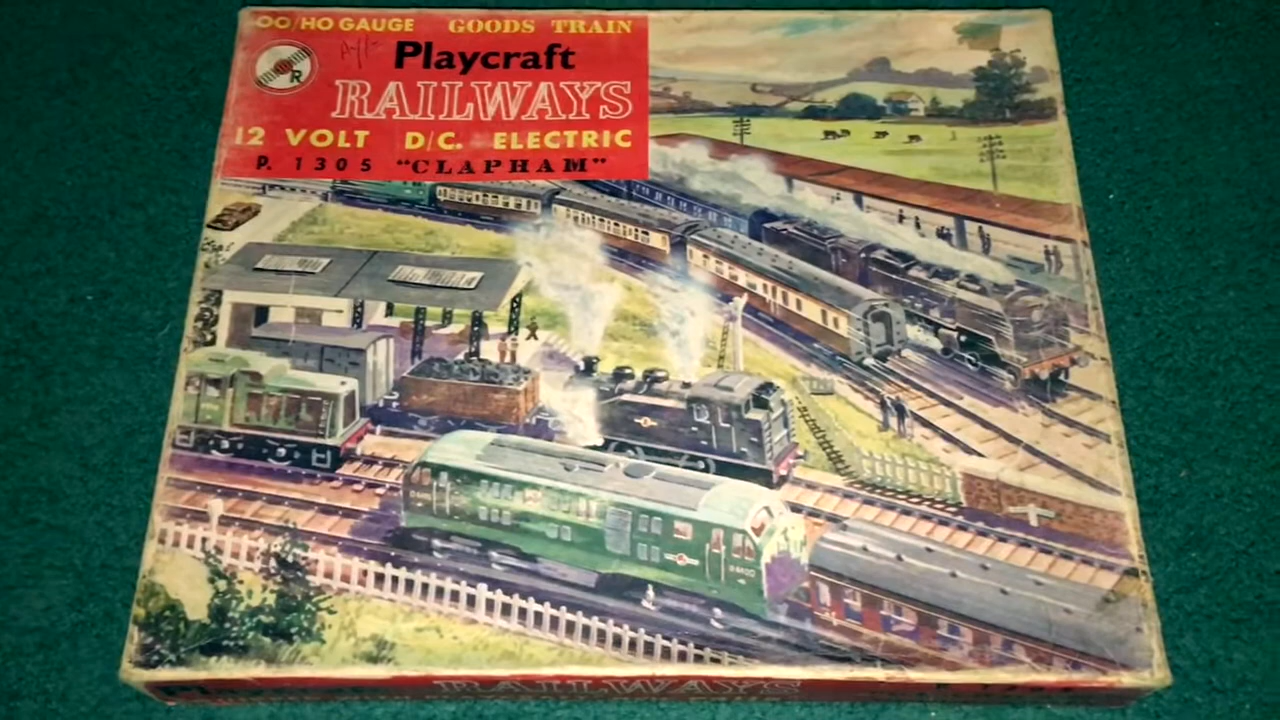 OO/HO GAUGE GOODS TRAIN
R
Playcraft
RAILWAYS
12 VOLT D/C. ELECTRIC
P. 1305 "CLAPHAM"
RAILWAYS